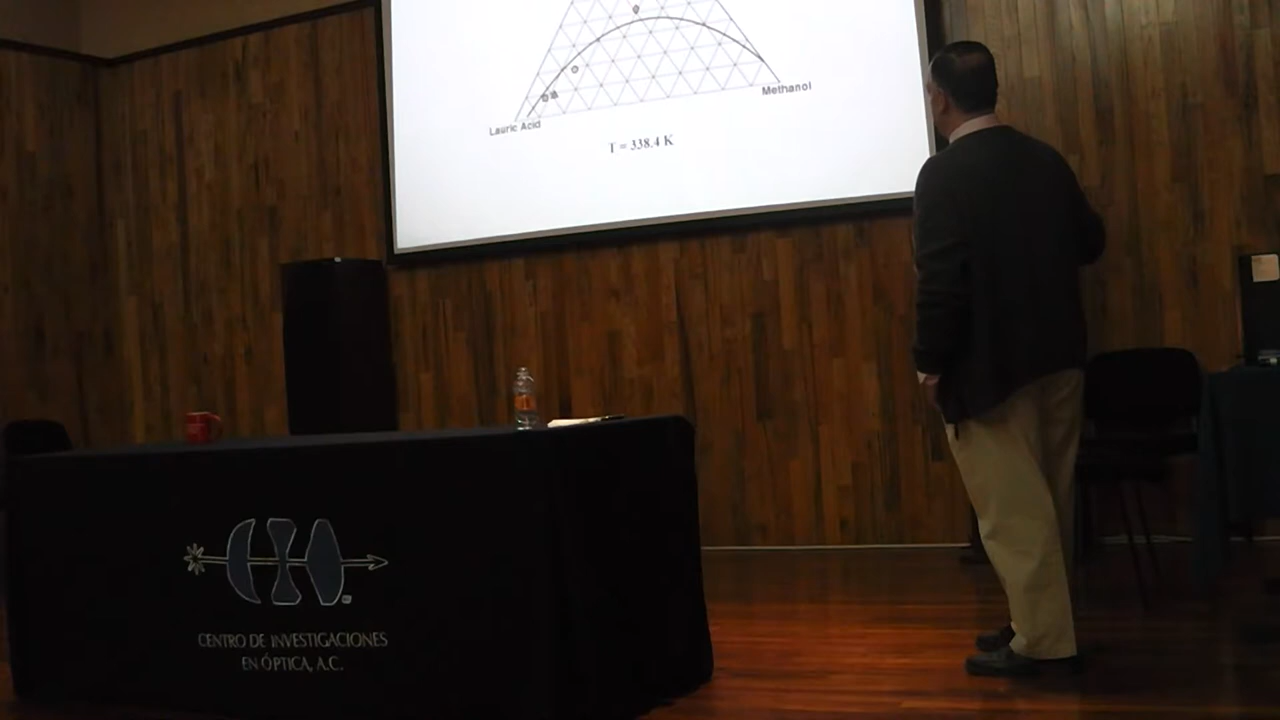 Methanol
Lauric Acid
T = 338.4 K
CENTRO DE INVESTIGACIONES
EN ÓPTICA, A.C.